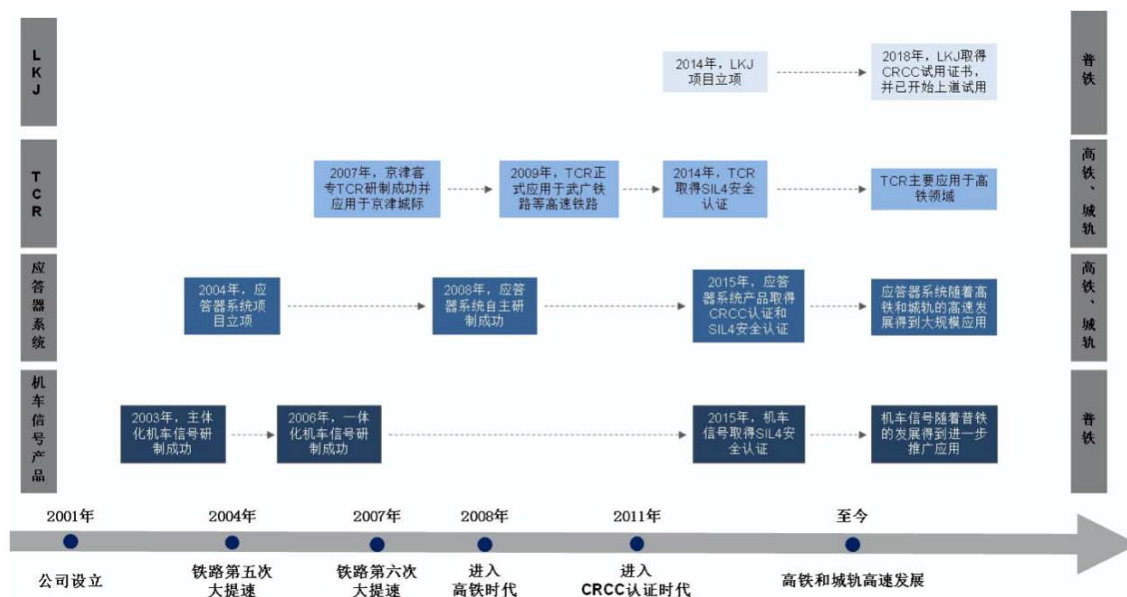 LKJ
2014年，LKJ
项目立项
2018年，LKJ取得
CRCC试用证书，
并已开始上道试用
普铁
TCR
2007年，京津客
专TCR研制成功并
应用于京津城际
2009年，TCR正
式应用于武广铁
路等高速铁路
2014年，TCR
取得SIL4安全
认证
TCR主要应用于高
铁领域
高铁、城轨
应答器系统
2004年，应
答器系统项
目立项
2008年，应答
器系统自主研
制成功
2015年，应答
器系统产品取得
CRCC认证和
SIL4安全认证
应答器系统随着高
铁和城轨的高速发
展得到大规模应用
高铁、城轨
机车信号产品
2003年，主体
化机车信号研
制成功
2006年，一体
化机车信号研
制成功
2015年，机车
信号取得SIL4安
全认证
机车信号随着普铁
的发展得到进一步
推广应用
普铁
2001年
2004年
2007年
2008年
2011年
至今
公司设立
铁路第五次
大提速
铁路第六次
大提速
进入
高铁时代
进入
CRCC认证时代
高铁和城轨高速发展